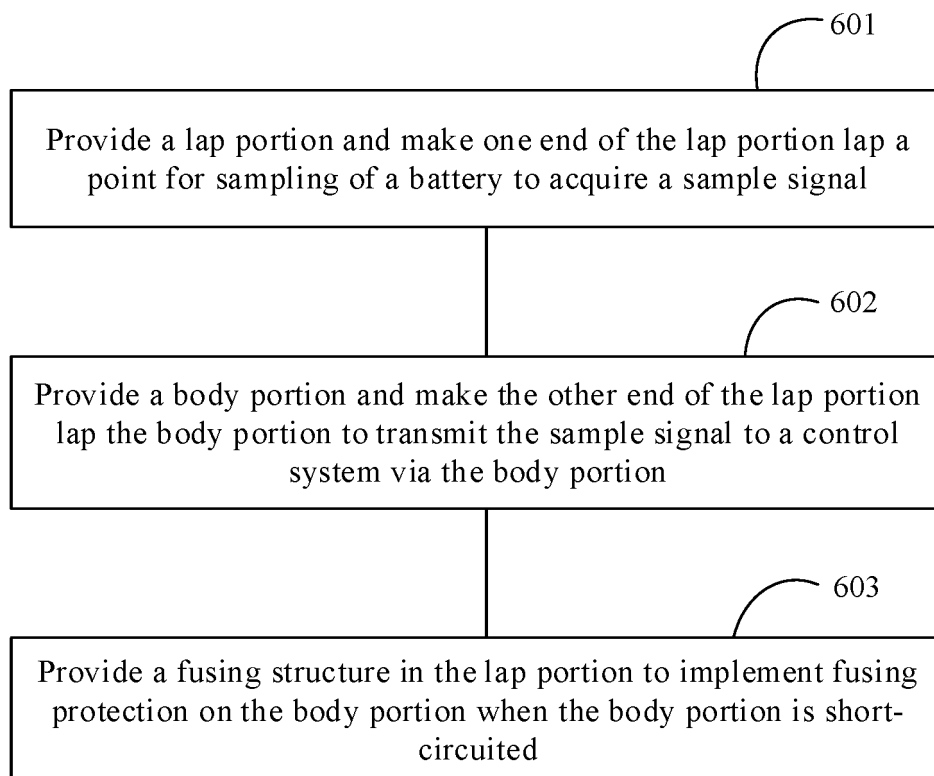 601
Provide a lap portion and make one end of the lap portion lap a
point for sampling of a battery to acquire a sample signal
602
Provide a body portion and make the other end of the lap portion
lap the body portion to transmit the sample signal to a control
system via the body portion
603
Provide a fusing structure in the lap portion to implement fusing
protection on the body portion when the body portion is short-
circuited